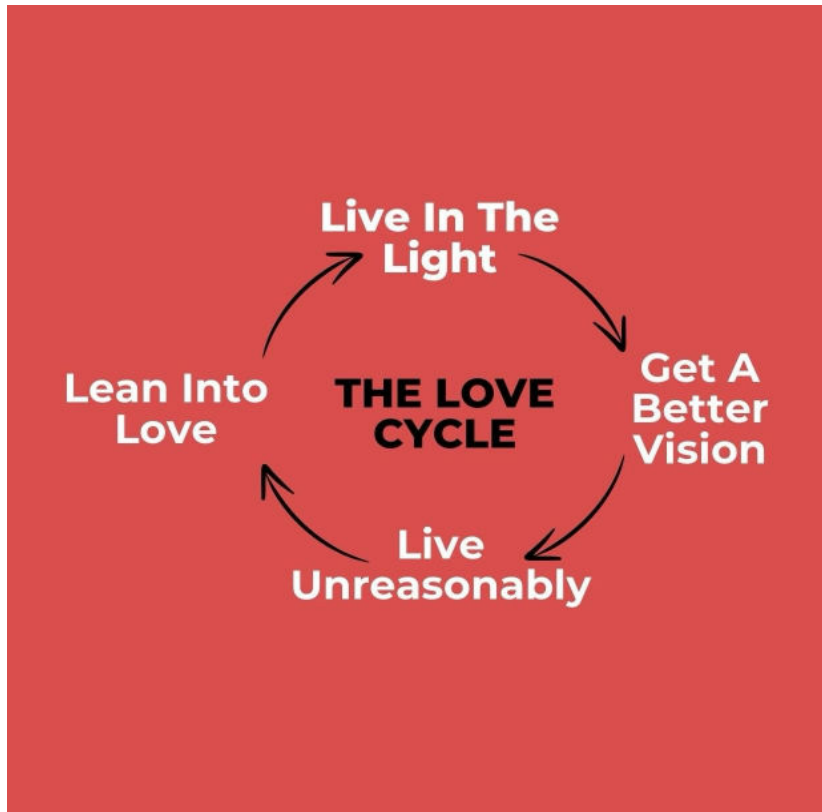 Live In The
Light
Get A
Better
Vision
Live
Unreasonably
Lean Into
Love
THE LOVE
CYCLE